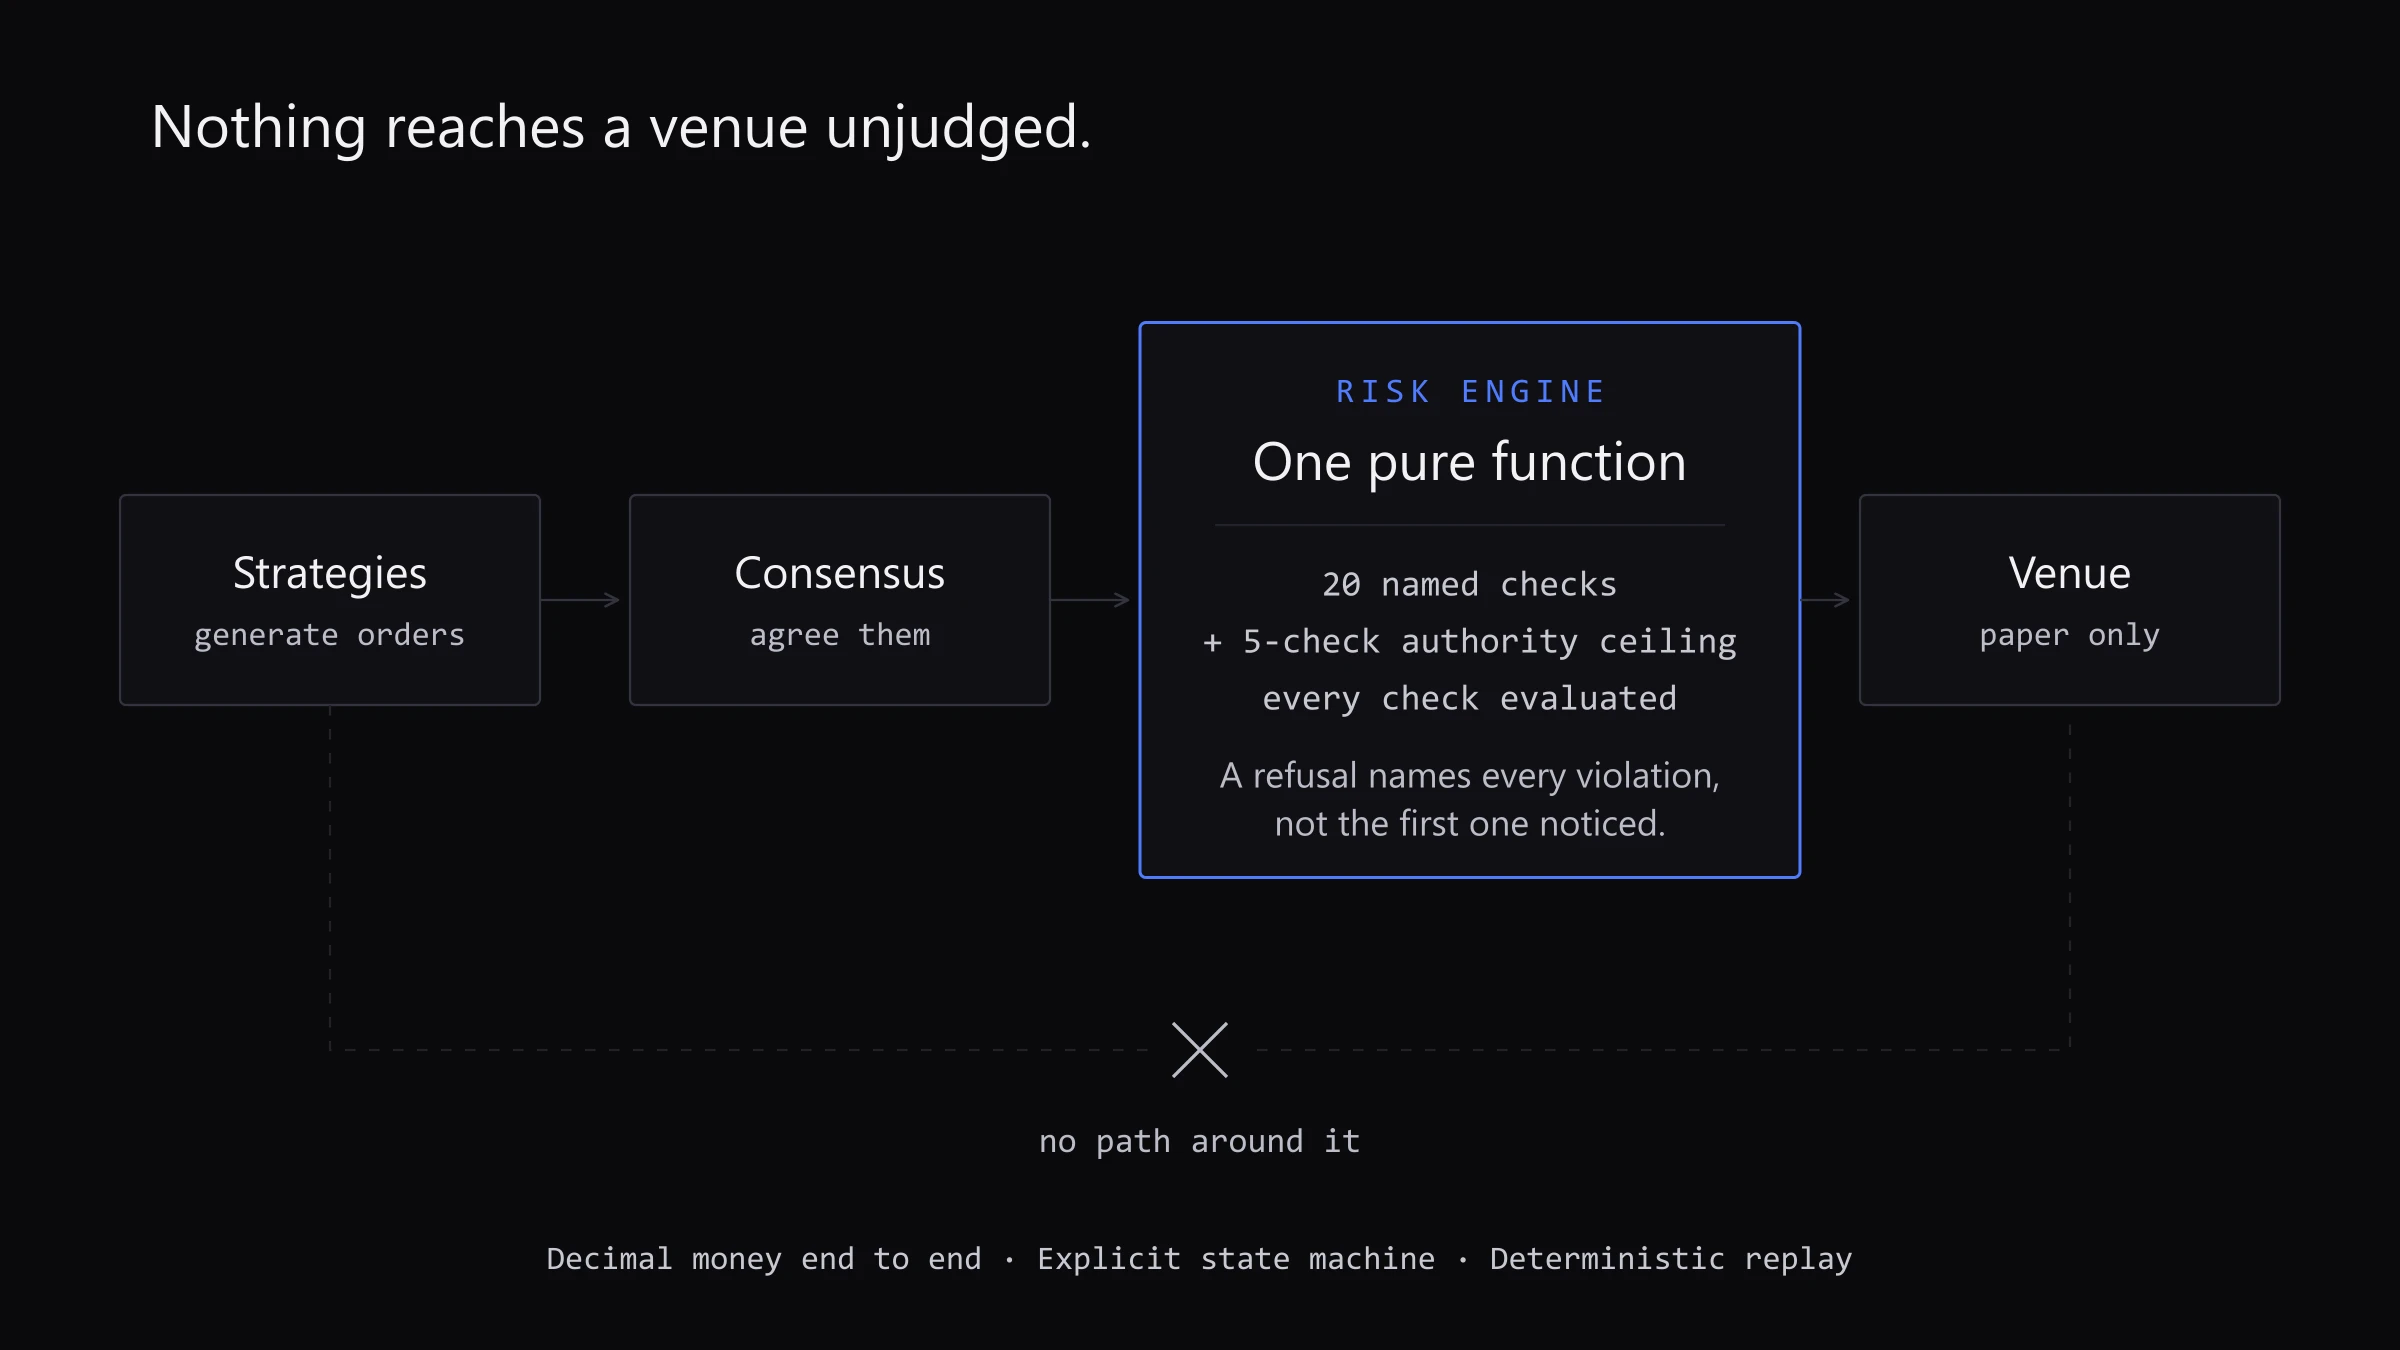 Nothing reaches a venue unjudged.
Strategies
generate orders
Consensus
agree them
RISK ENGINE
One pure function
20 named checks
+ 5-check authority ceiling
every check evaluated
A refusal names every violation,
not the first one noticed.
Venue
paper only
no path around it
Decimal money end to end · Explicit state machine · Deterministic replay